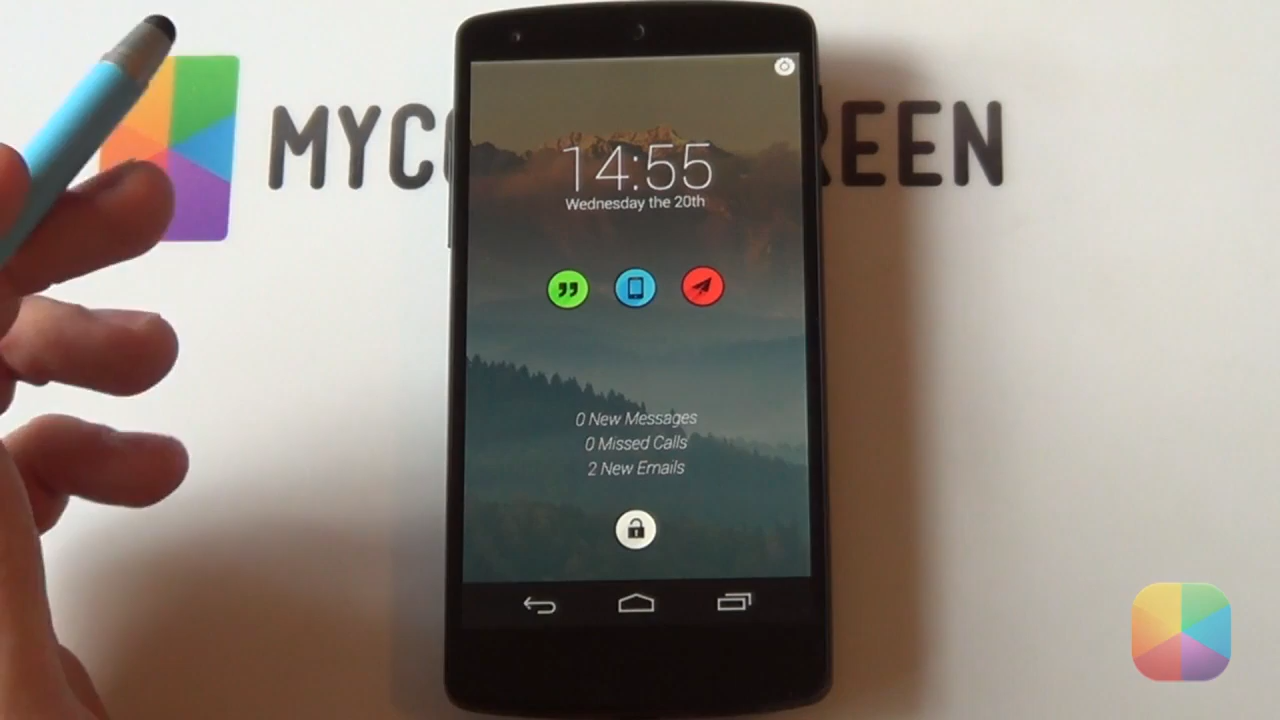 MYC
REEN
14:55
Wednesday the 20th
0 New Messages
0 Missed Calls
2 New Emails